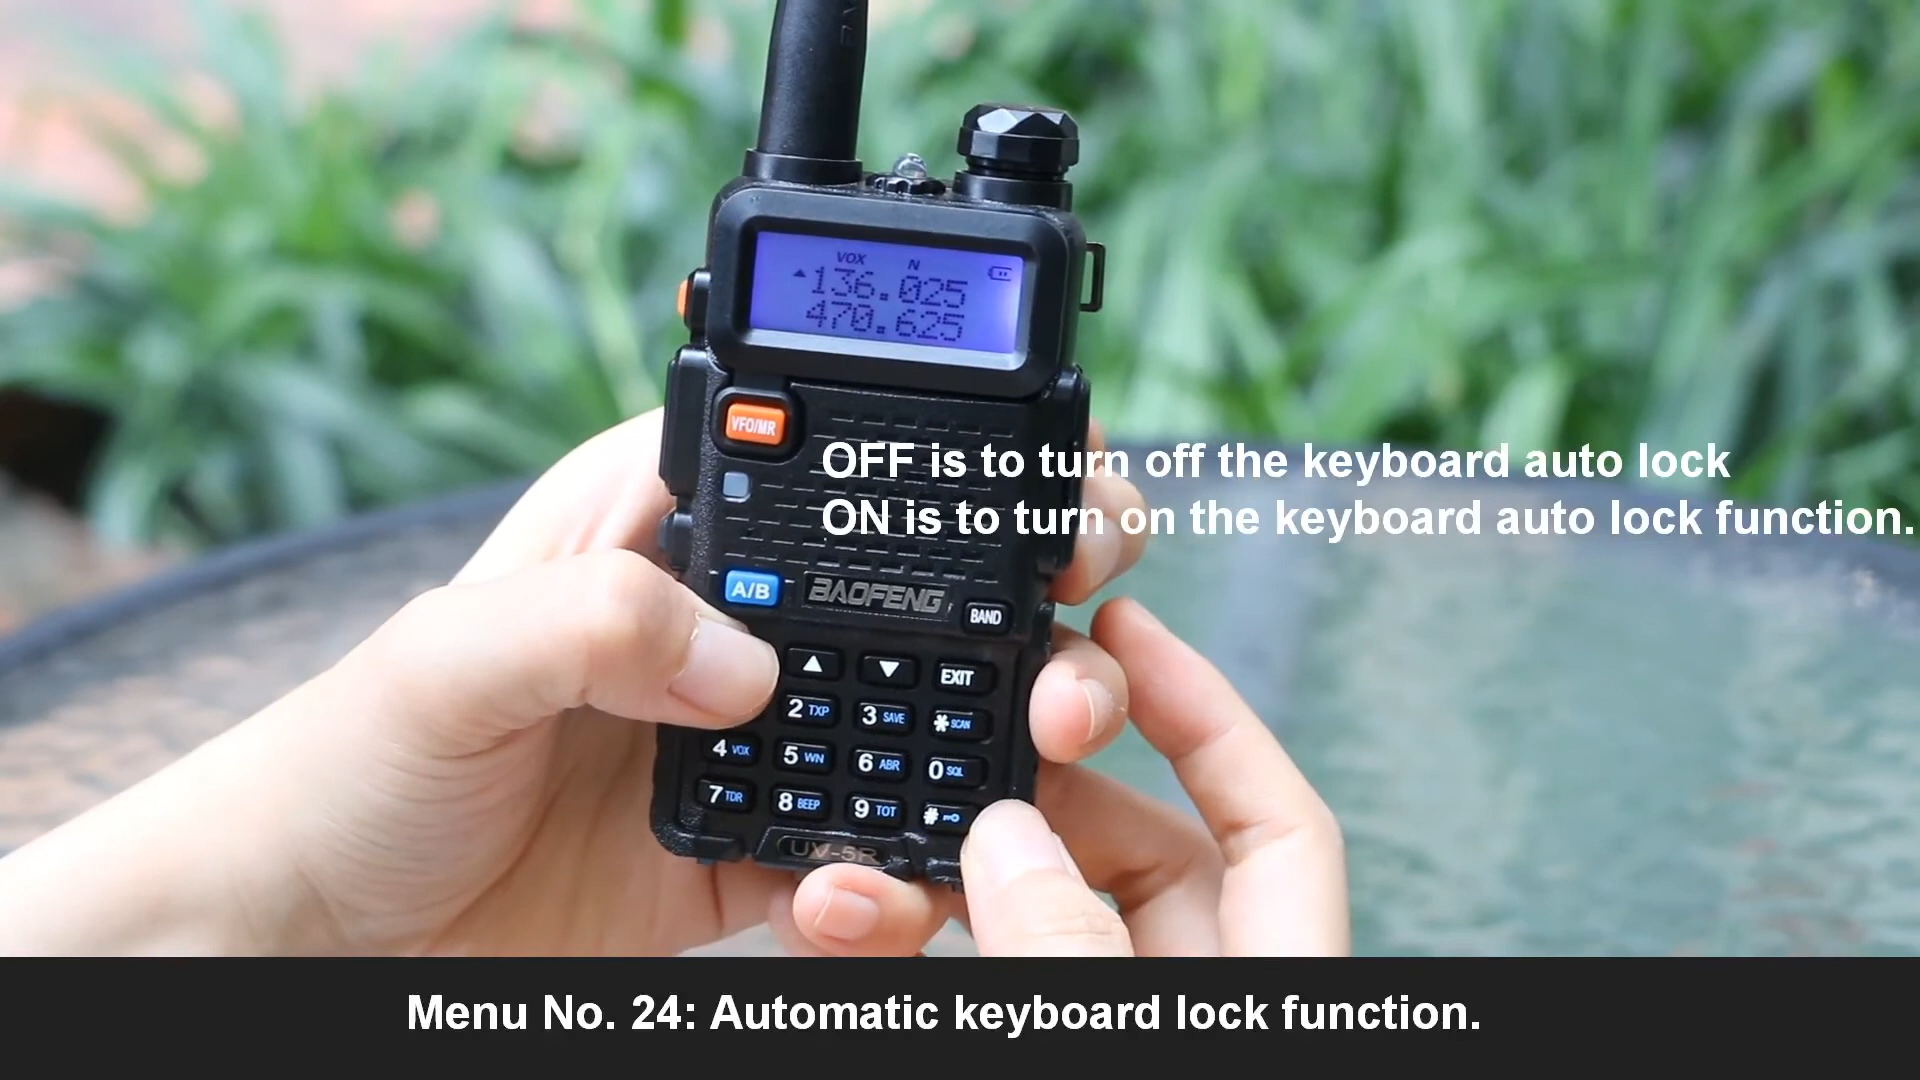 VOX N
▲136.025
470.625
VFO/MR
OFF is to turn off the keyboard auto lock
ON is to turn on the keyboard auto lock function.
A/B BAOFENG BAND
▲ ▼ EXIT
2 TXP 3 SAVE * SCAN
4 VOX 5 WN 6 ABR 0 SQL
7 TDR 8 BEEP 9 TOT #
UV-5R
Menu No. 24: Automatic keyboard lock function.